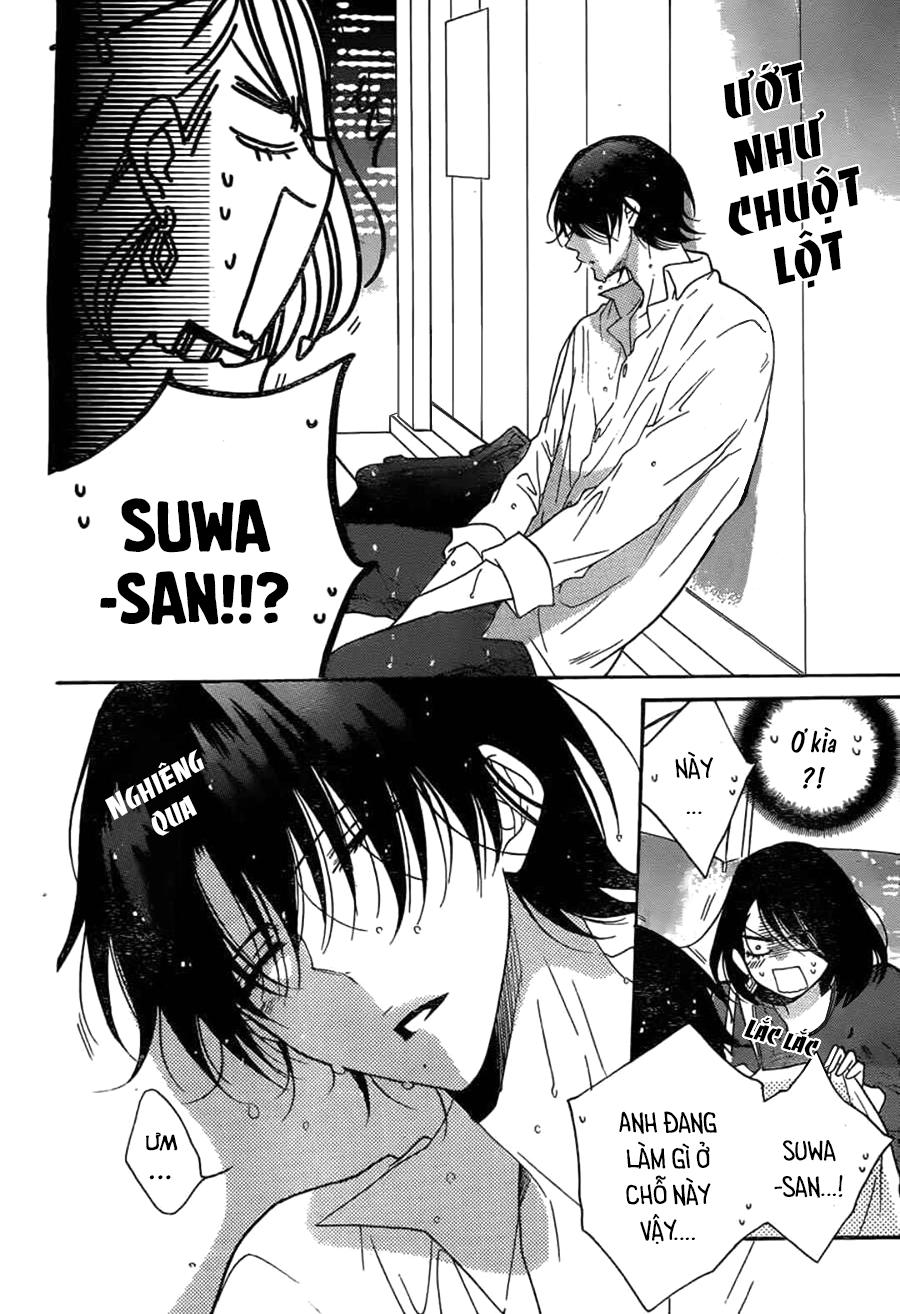 ƯỚT
NHƯ
CHUỘT
LỘT
SUWA
-SAN!!?
Ơ KÌA
?!
NÀY
...
LẮC LẮC
SUWA
-SAN...!
ANH ĐANG
LÀM GÌ Ở
CHỖ NÀY
VẬY....
NGHIÊNG
QUA
ƯM
...